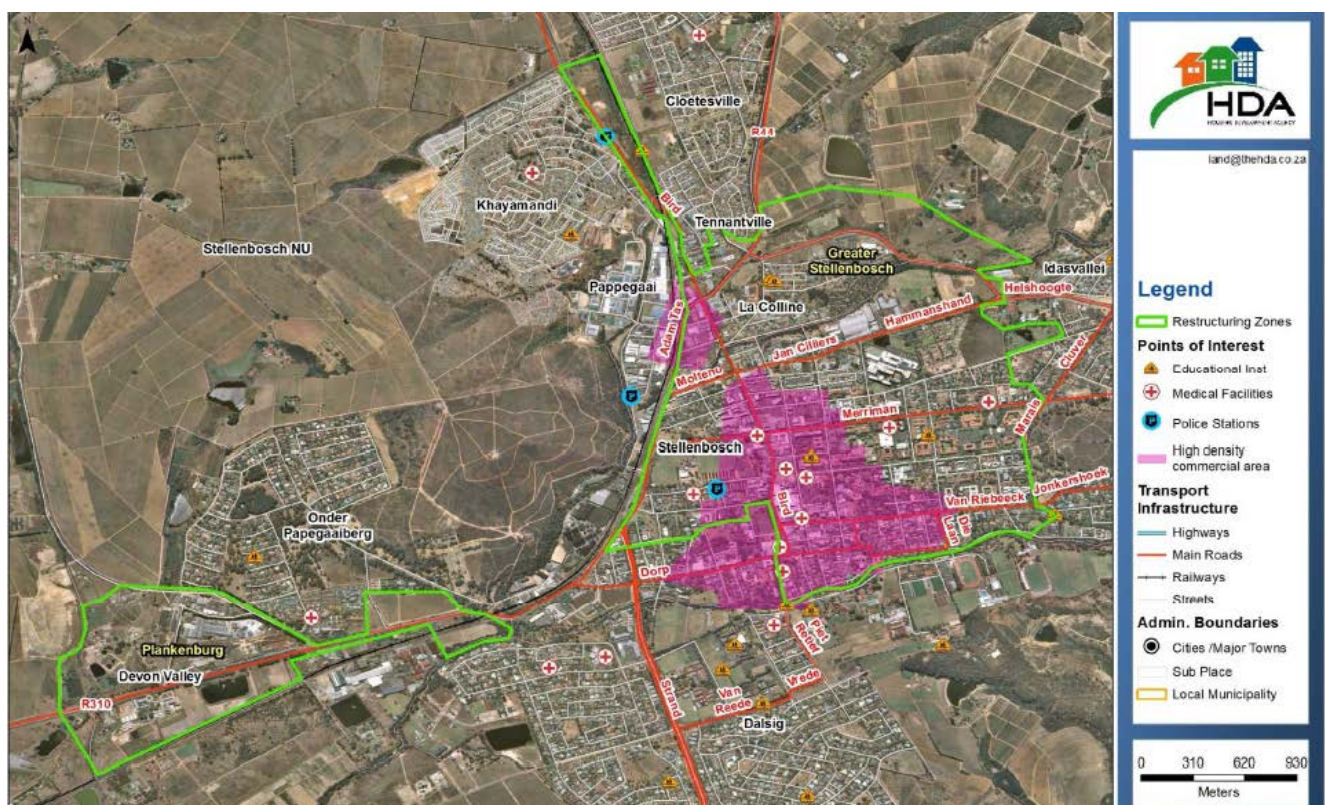 N
Cloetesville
R44
Khayamandi
Bird
Tennantville
Stellenbosch NU
Greater
Stellenbosch
Idasvallei
Pappegaai
Helshoogte
La Colline
Hammanshand
Adam Tas
Jan Cilliers
Cluver
Molteno
Merriman
Marais
Stellenbosch
Jonkershoek
Bird
Van Riebeeck
Onder
Papegaaiberg
Die
Laan
Dorp
Piet
Retief
Plankenburg
Devon Valley
Strand
Van
Reede
Vrede
R310
Dalsig
HDA
HOUSING DEVELOPMENT AGENCY
land@thehda.co.za
Legend
Restructuring Zones
Points of Interest
Educational Inst
Medical Facilities
Police Stations
High density
commercial area
Transport
Infrastructure
Highways
Main Roads
Railways
Streets
Admin. Boundaries
Cities /Major Towns
Sub Place
Local Municipality
0 310 620 930
Meters